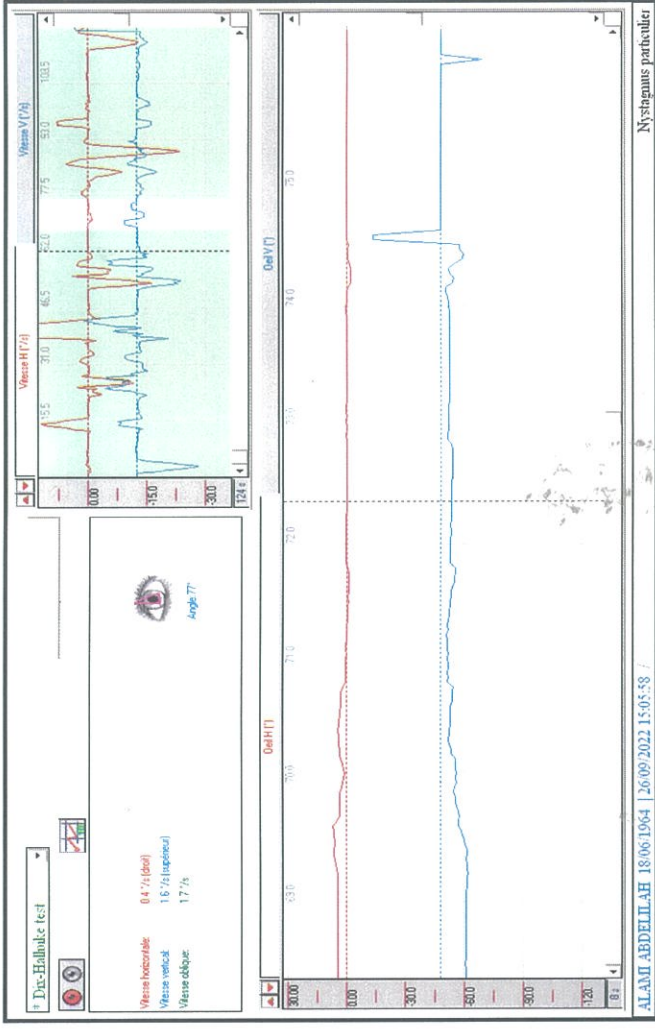 * Dix-Hallpike test
Vitesse horizontale: 0.4 °/s (droit)
Vitesse vertical: 1.6 °/s (supérieur)
Vitesse oblique: 1.7 °/s
Angle 77°
Vitesse H (°/s)
Vitesse V (°/s)
15.5 31.0 46.5 62.0 77.5 93.0 108.5
0.00
-15.0
-30.0
124 s
Oeil H (°)
Oeil V (°)
69.0 70.0 71.0 72.0 73.0 74.0 75.0
30.00
0.00
-30.0
-60.0
-90.0
-120.
8 s
ALAMI ABDELILAH 18/06/1964 | 26/09/2022 15:05:58 /
Nystagmus particulier